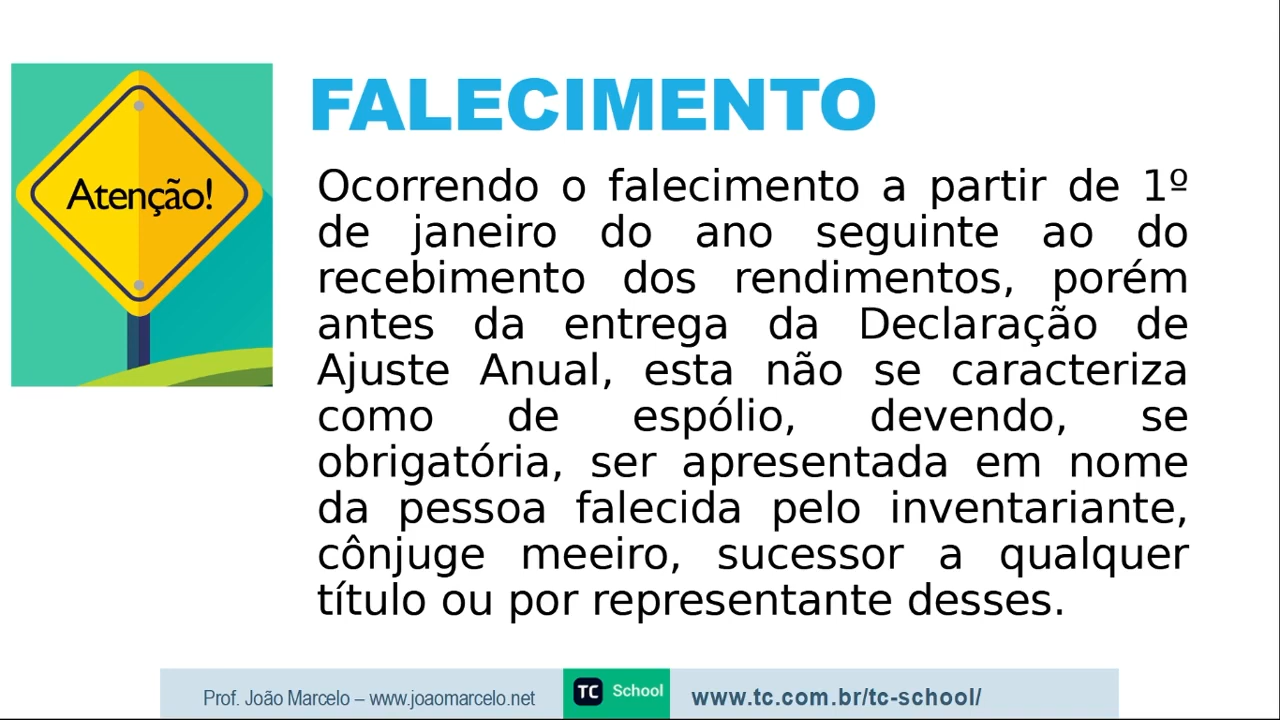 Atenção!
FALECIMENTO
Ocorrendo o falecimento a partir de 1º
de janeiro do ano seguinte ao do
recebimento dos rendimentos, porém
antes da entrega da Declaração de
Ajuste Anual, esta não se caracteriza
como de espólio, devendo, se
obrigatória, ser apresentada em nome
da pessoa falecida pelo inventariante,
cônjuge meeiro, sucessor a qualquer
título ou por representante desses.
Prof. João Marcelo – www.joaomarcelo.net
TC School
www.tc.com.br/tc-school/